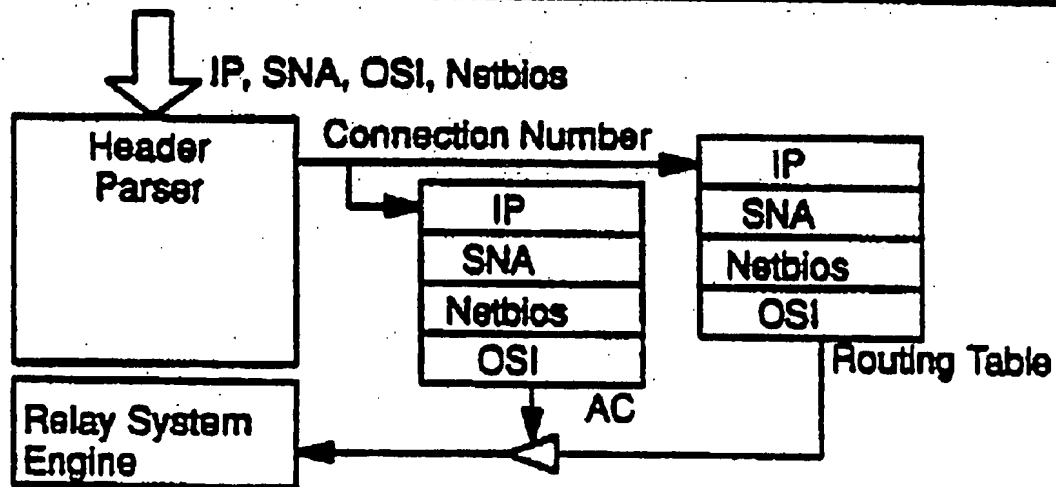 IP, SNA, OSI, Netbios
Header
Parser
Connection Number
IP
SNA
Netbios
OSI
AC
IP
SNA
Netbios
OSI
Routing Table
Relay System
Engine